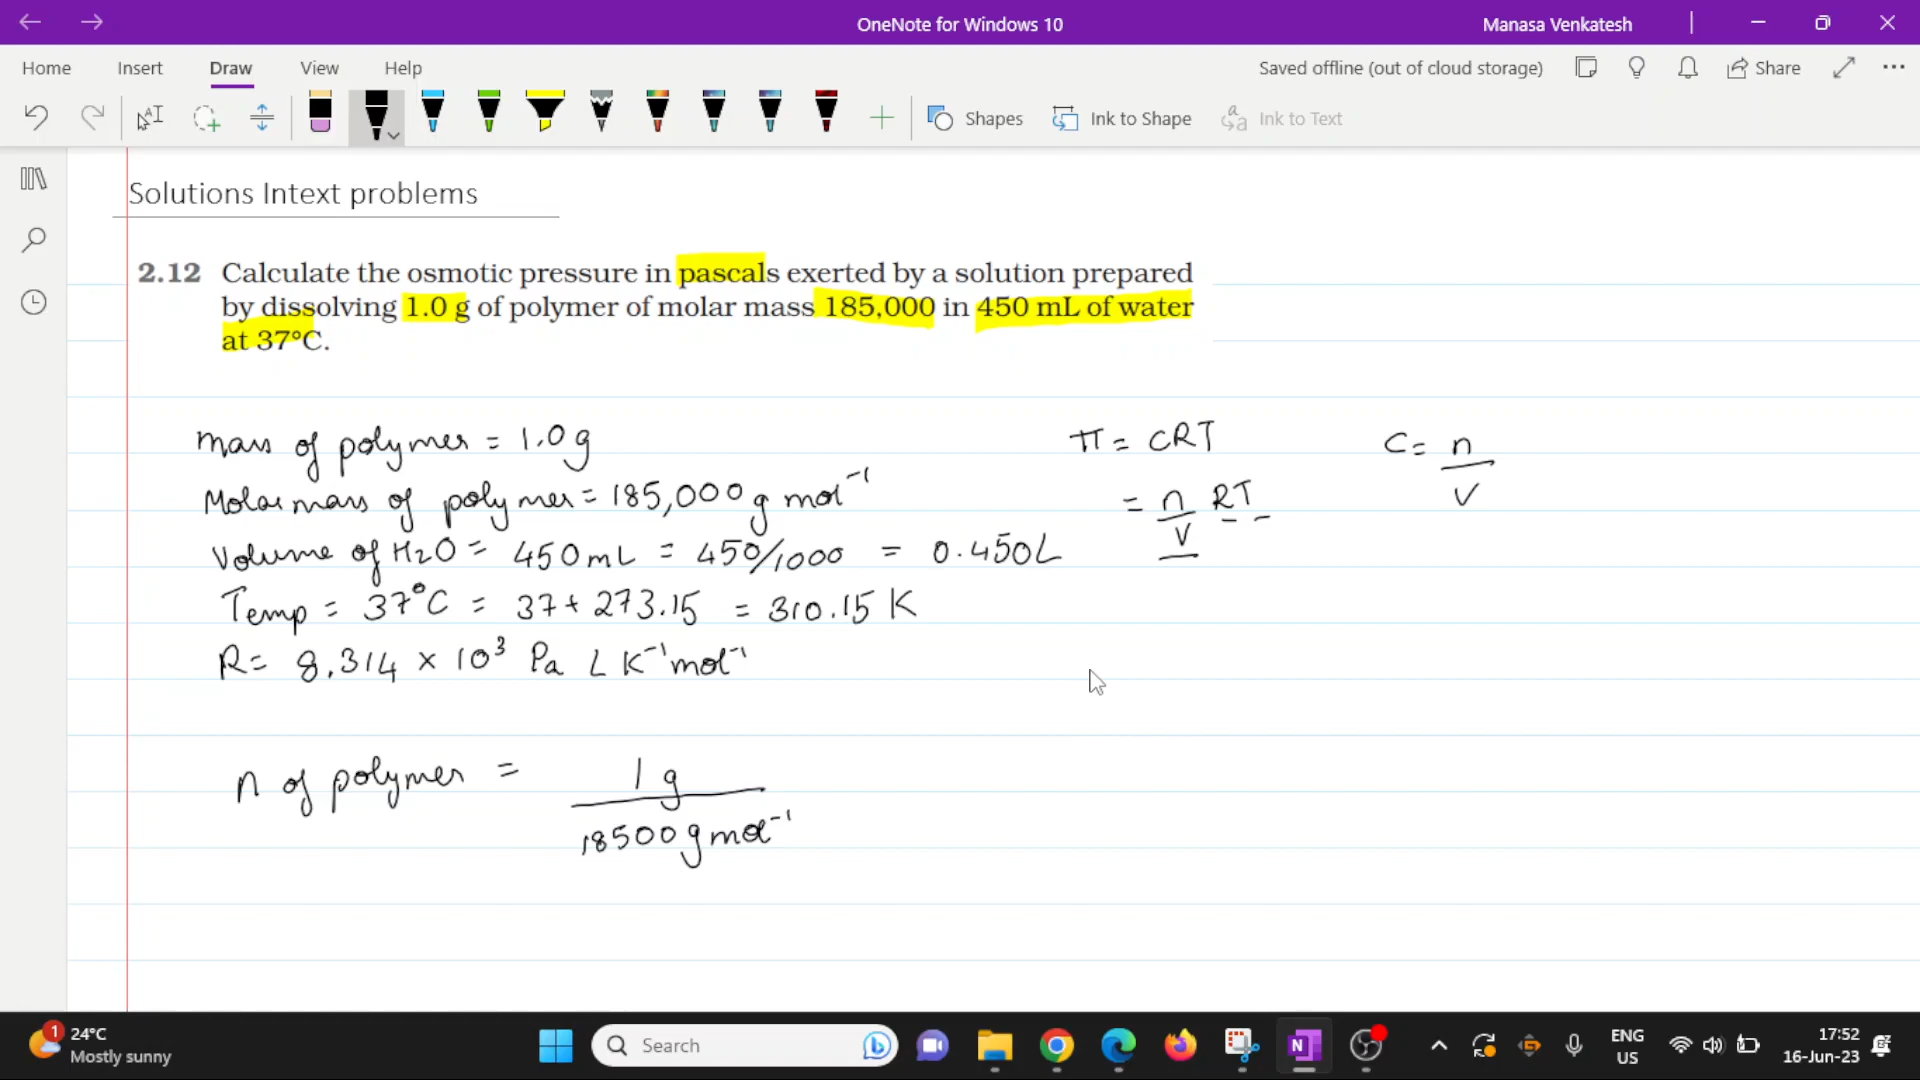 OneNote for Windows 10
Manasa Venkatesh
Home Insert Draw View Help
Saved offline (out of cloud storage)
Share
Shapes
Ink to Shape
Ink to Text
Solutions Intext problems
2.12 Calculate the osmotic pressure in pascals exerted by a solution prepared
by dissolving 1.0 g of polymer of molar mass 185,000 in 450 mL of water
at 37°C.
Mass of polymer = 1.0 g
Molar mass of polymer = 185,000 g mol⁻¹
Volume of H2O = 450 mL = 450/1000 = 0.450L
Temp = 37°C = 37 + 273.15 = 310.15 K
R = 8.314 × 10³ Pa L K⁻¹ mol⁻¹
π = CRT
= n/V RT
C = n/V
n of polymer = 1 g
18500 g mol⁻¹
1
24°C
Mostly sunny
Search
ENG
US
17:52
16-Jun-23